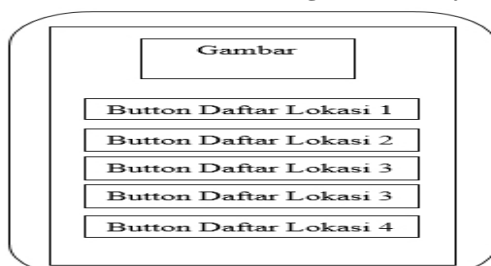 Gambar
Button Daftar Lokasi 1
Button Daftar Lokasi 2
Button Daftar Lokasi 3
Button Daftar Lokasi 3
Button Daftar Lokasi 4